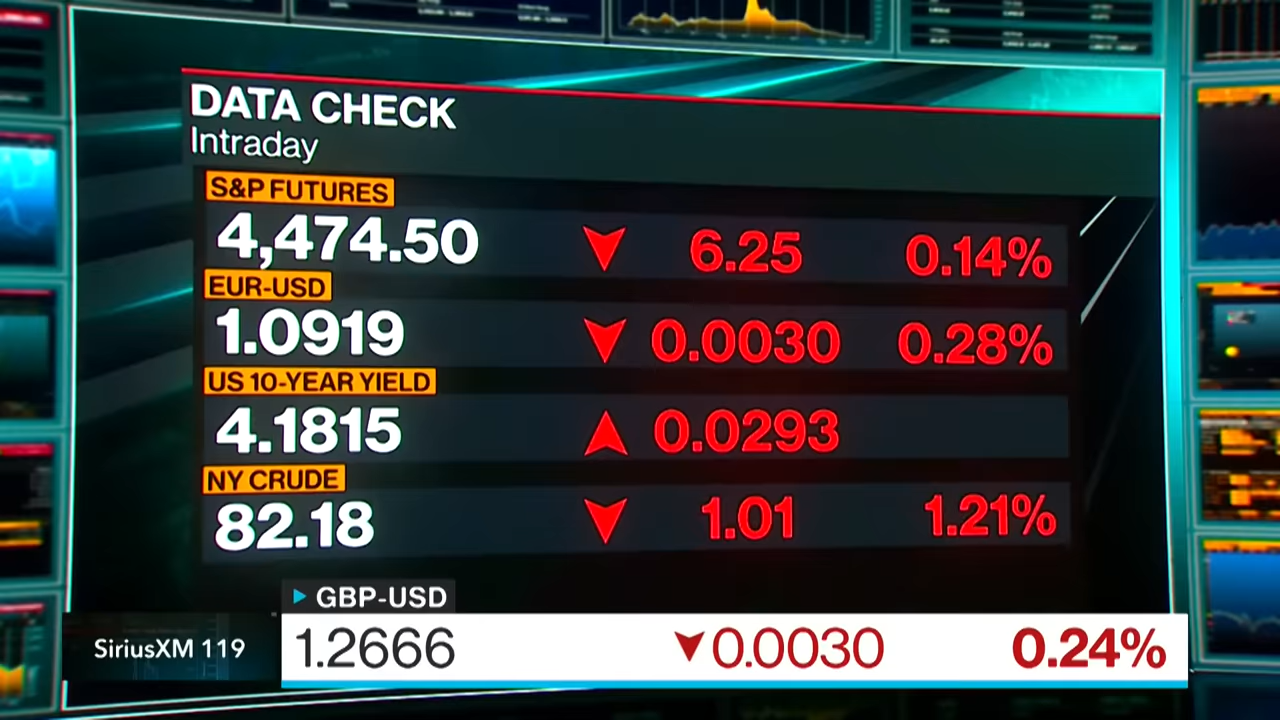 DATA CHECK
Intraday
S&P FUTURES
4,474.50 ▼ 6.25 0.14%
EUR-USD
1.0919 ▼ 0.0030 0.28%
US 10-YEAR YIELD
4.1815 ▲ 0.0293
NY CRUDE
82.18 ▼ 1.01 1.21%
GBP-USD
SiriusXM 119 1.2666 ▼ 0.0030 0.24%